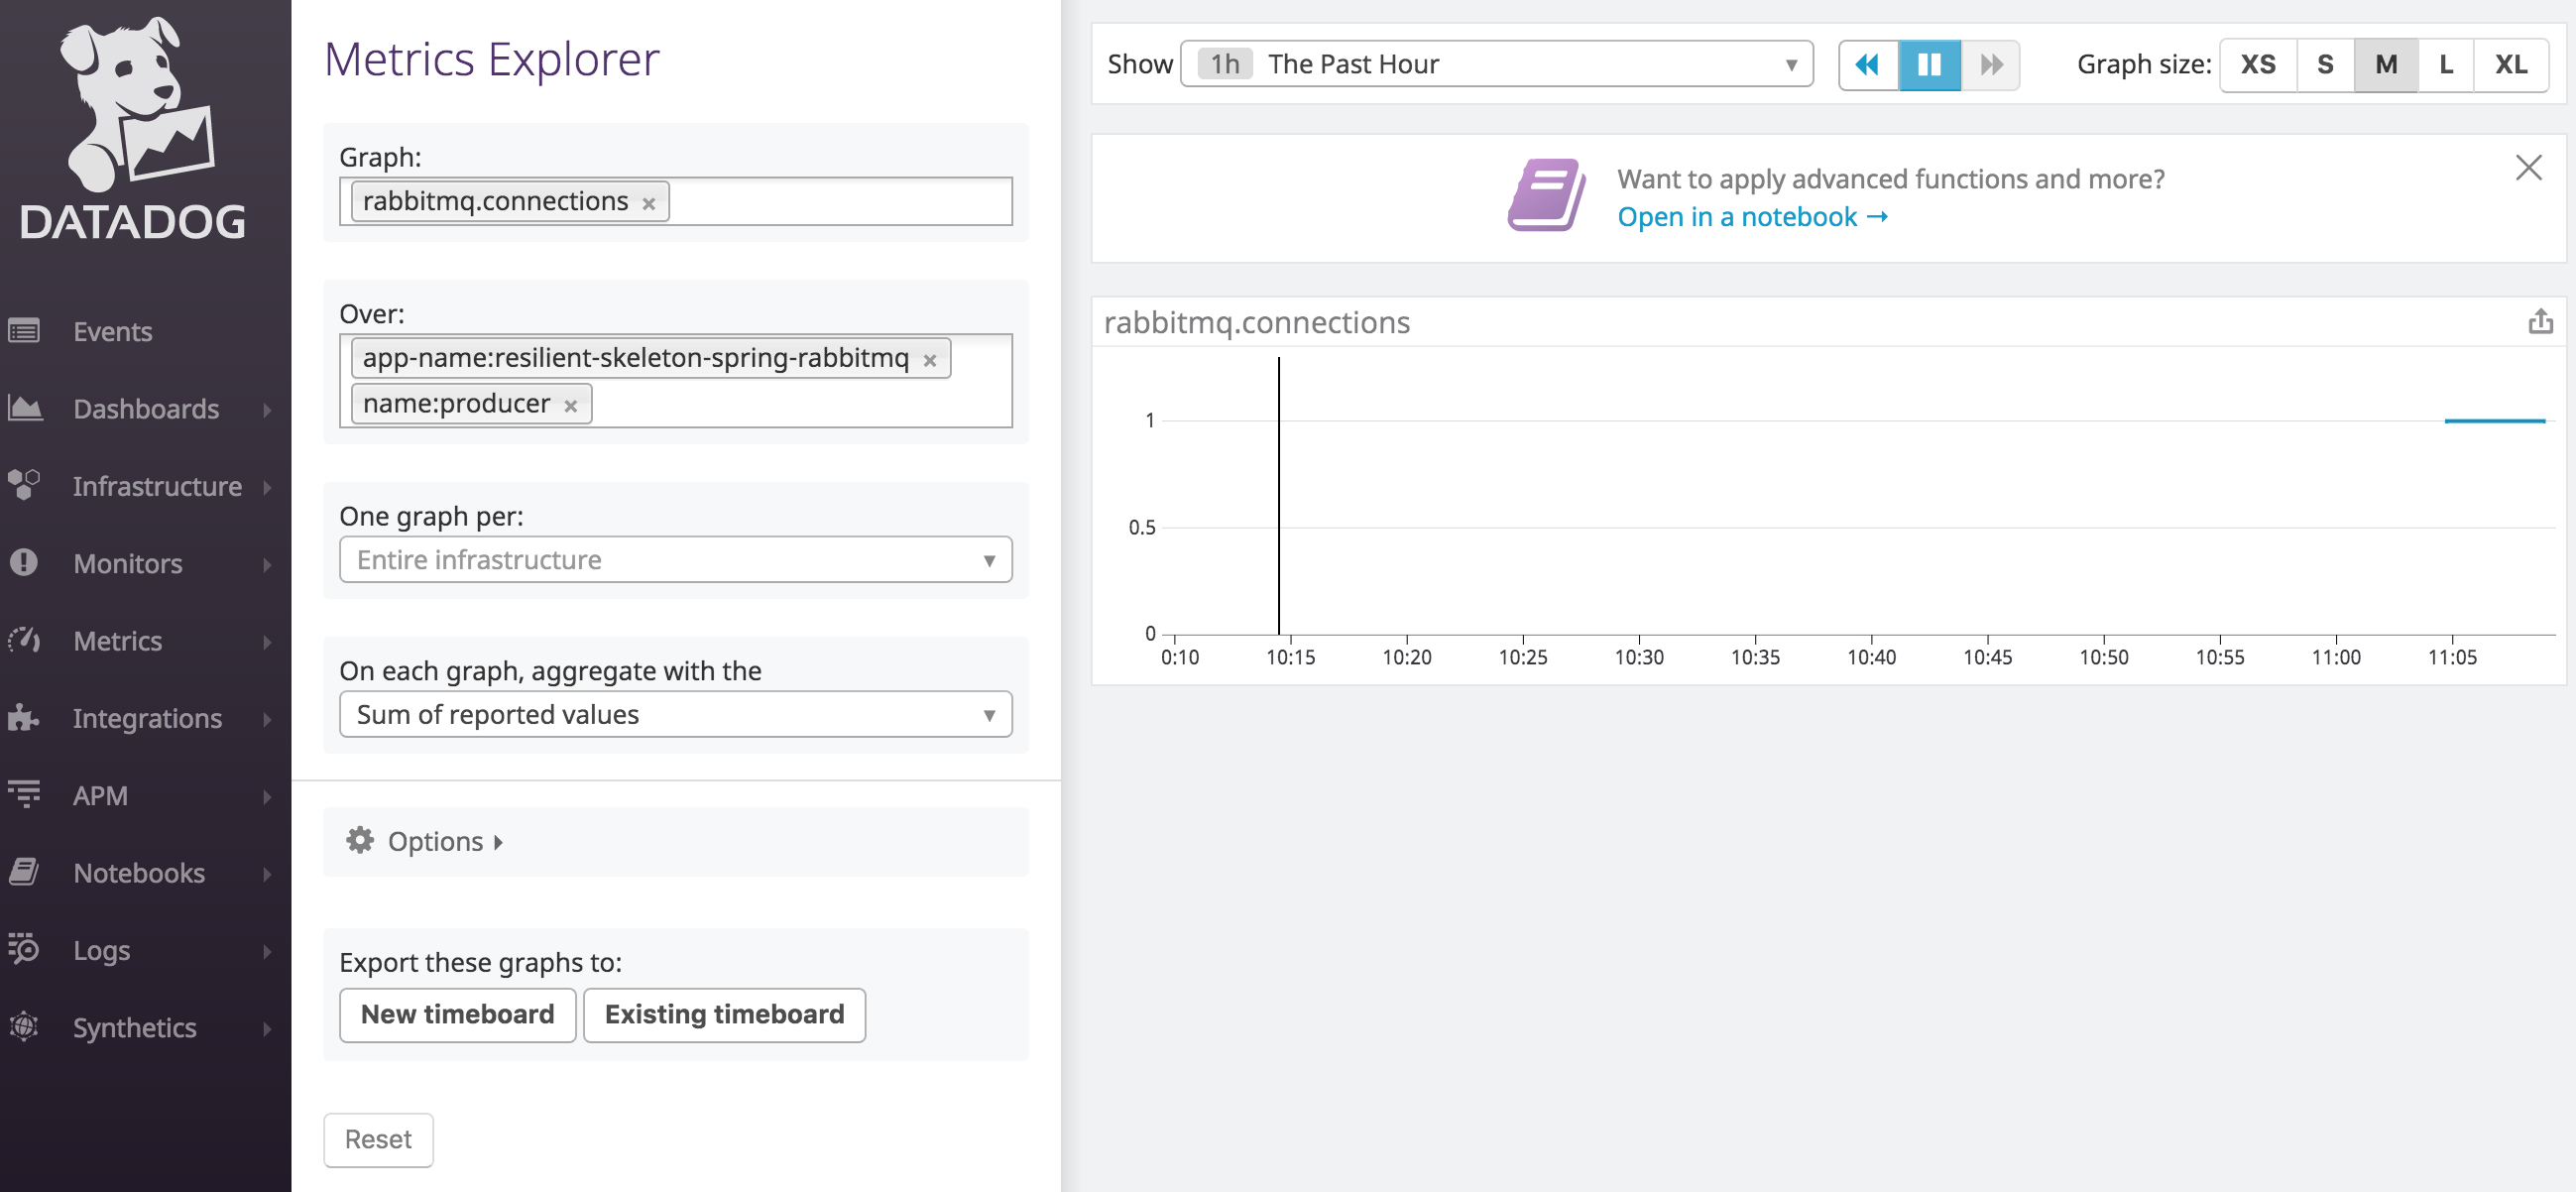 DATADOG
Events
Dashboards
Infrastructure
Monitors
Metrics
Integrations
APM
Notebooks
Logs
Synthetics
Metrics Explorer
Graph:
rabbitmq.connections ×
Over:
app-name:resilient-skeleton-spring-rabbitmq ×
name:producer ×
One graph per:
Entire infrastructure
On each graph, aggregate with the
Sum of reported values
Options
Export these graphs to:
New timeboard Existing timeboard
Reset
Show 1h The Past Hour Graph size: XS S M L XL
Want to apply advanced functions and more?
Open in a notebook →
rabbitmq.connections
1
0.5
0
0:10 10:15 10:20 10:25 10:30 10:35 10:40 10:45 10:50 10:55 11:00 11:05